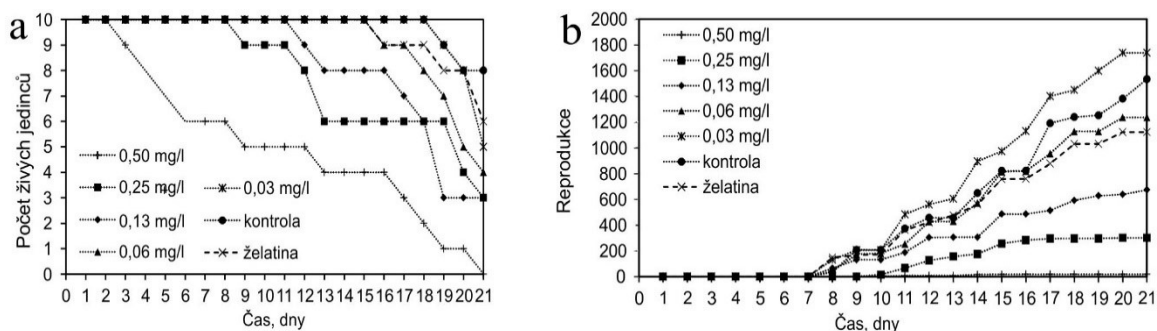 a
Počet živých jedinců
10
9
8
7
6
5
4
3
2
1
0
0,50 mg/l
0,25 mg/l
0,13 mg/l
0,06 mg/l
0,03 mg/l
kontrola
želatina
0 1 2 3 4 5 6 7 8 9 10 11 12 13 14 15 16 17 18 19 20 21
Čas, dny
b
Reprodukce
2000
1800
1600
1400
1200
1000
800
600
400
200
0
0,50 mg/l
0,25 mg/l
0,13 mg/l
0,06 mg/l
0,03 mg/l
kontrola
želatina
0 1 2 3 4 5 6 7 8 9 10 11 12 13 14 15 16 17 18 19 20 21
Čas, dny